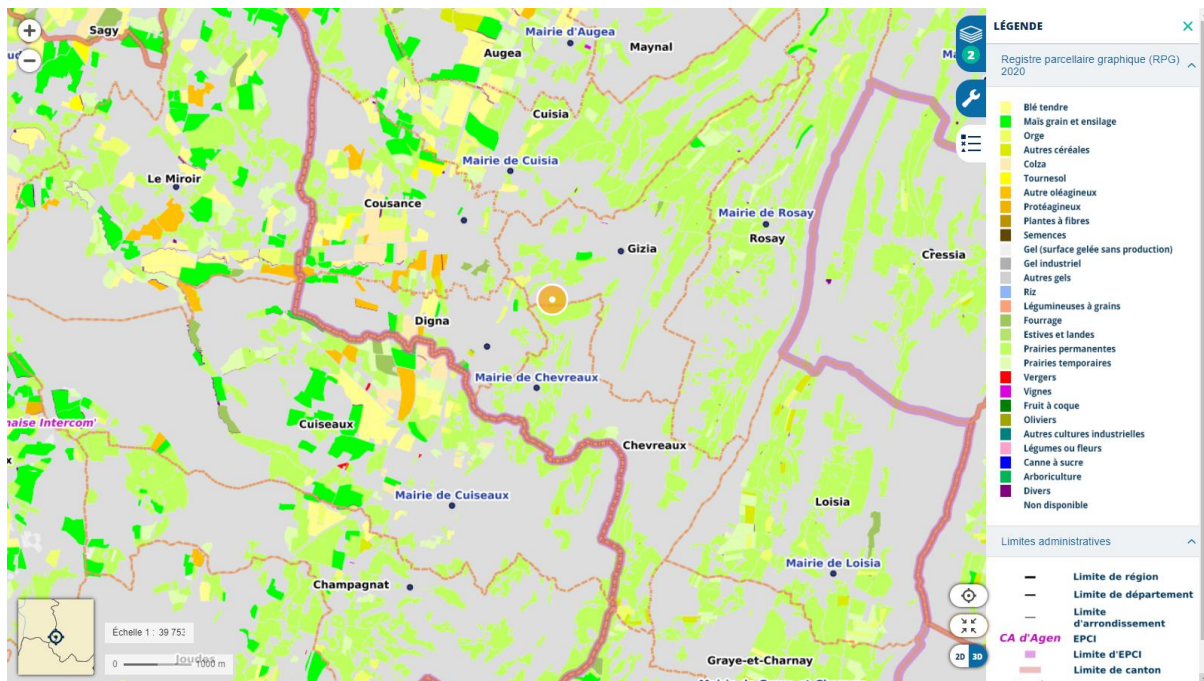 Sagy
Mairie d'Augea
Augea
Maynal
Cuisia
Mairie de Cuisia
Le Miroir
Cousance
Mairie de Rosay
Rosay
Gizia
Cressia
Digna
Mairie de Chevreaux
Cuiseaux
naise Intercom'
Chevreaux
Mairie de Cuiseaux
Loisia
Mairie de Loisia
Champagnat
Joudes
Graye-et-Charnay
Échelle 1 : 39 753
0 1000 m
2
2D 3D
LÉGENDE
Registre parcellaire graphique (RPG)
2020
Blé tendre
Maïs grain et ensilage
Orge
Autres céréales
Colza
Tournesol
Autre oléagineux
Protéagineux
Plantes à fibres
Semences
Gel (surface gelée sans production)
Gel industriel
Autres gels
Riz
Légumineuses à grains
Fourrage
Estives et landes
Prairies permanentes
Prairies temporaires
Vergers
Vignes
Fruit à coque
Oliviers
Autres cultures industrielles
Légumes ou fleurs
Canne à sucre
Arboriculture
Divers
Non disponible
Limites administratives
Limite de région
Limite de département
Limite
d'arrondissement
CA d'Agen EPCI
Limite d'EPCI
Limite de canton